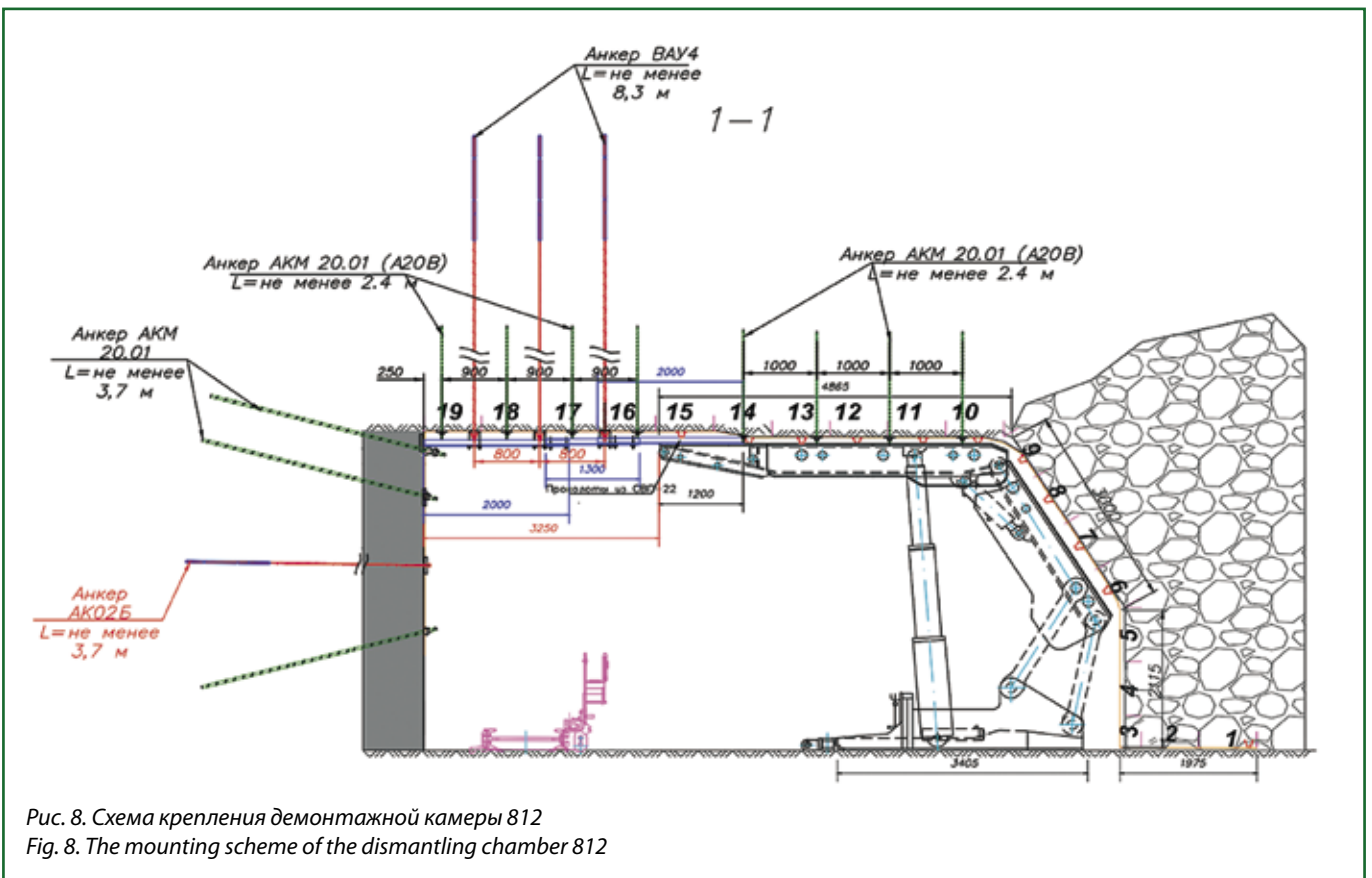 Анкер ВАУ4
L=не менее
8,3 м
1–1
Анкер АКМ 20.01 (А20В)
L=не менее 2.4 м
Анкер АКМ 20.01 (А20В)
L=не менее 2.4 м
Анкер АКМ
20.01
L=не менее
3,7 м
250
900
900
900
2000
1000
1000
1000
4865
19
18
17
16
15
14
13
12
11
10
9
8
7
6
5
4
3
2
1
800
800
1300
из
22
1200
2000
3250
Анкер
АК02Б
L=не менее
3,7 м
2115
3405
1975
Рис. 8. Схема крепления демонтажной камеры 812
Fig. 8. The mounting scheme of the dismantling chamber 812